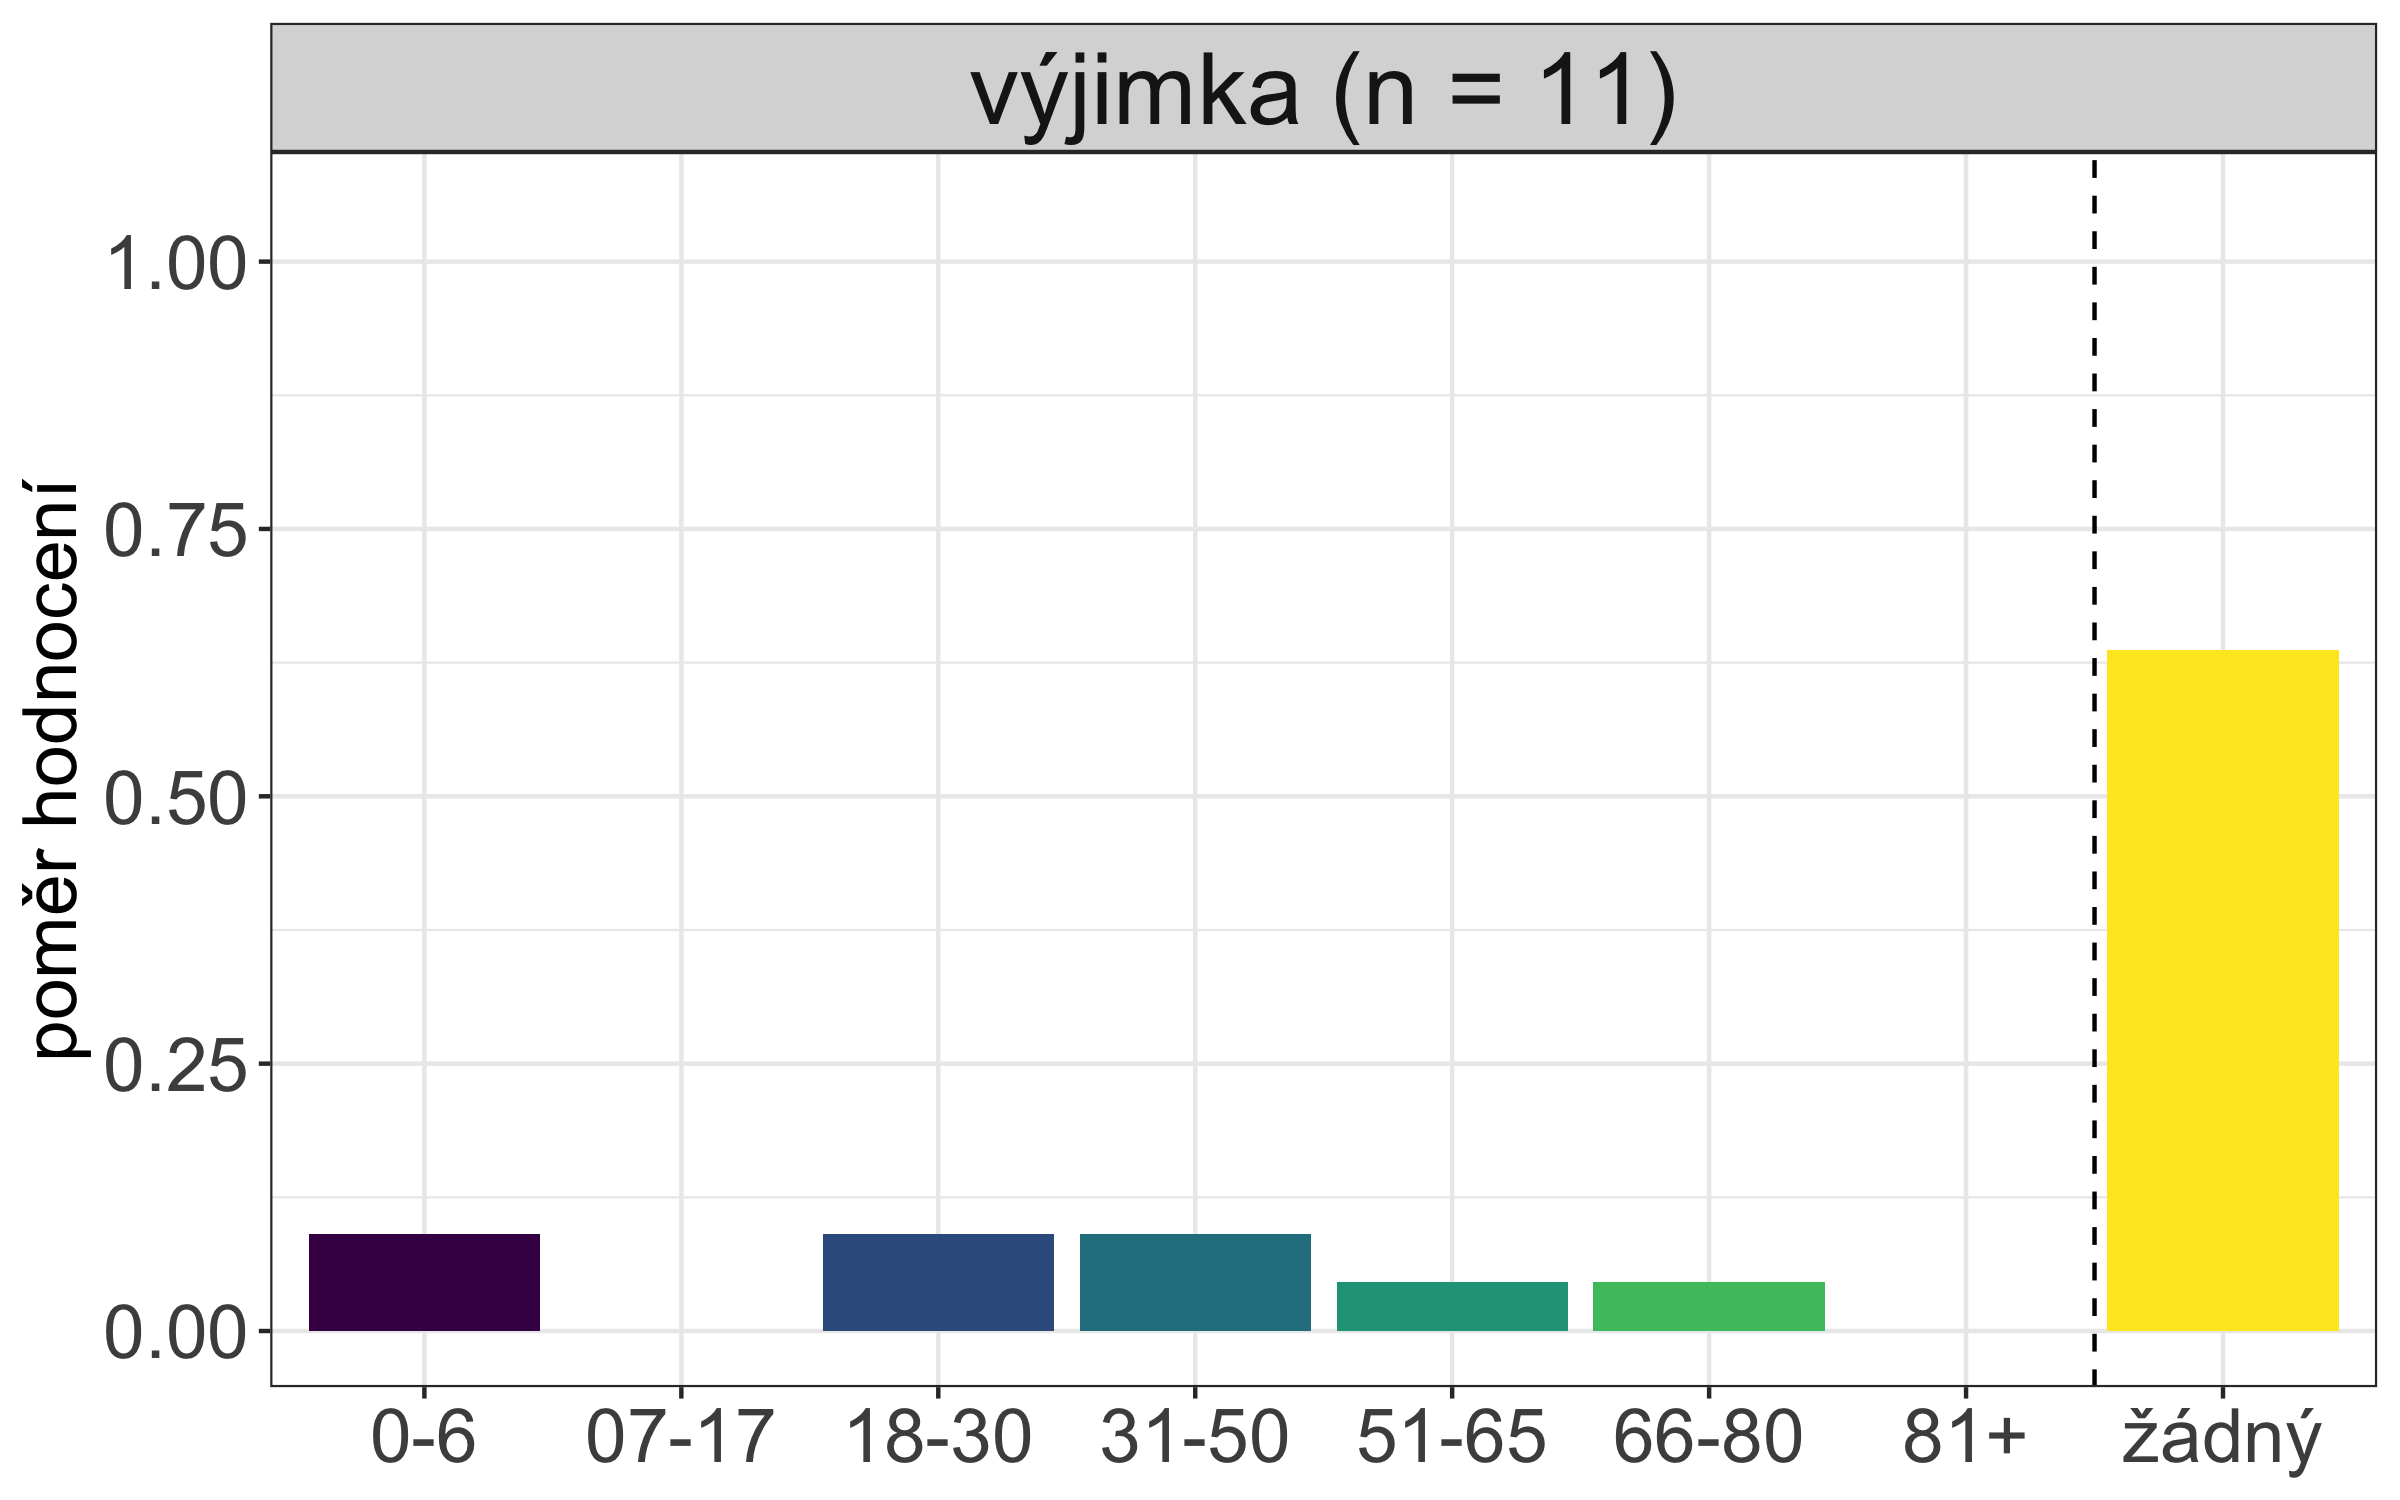 výjimka (n = 11)
poměr hodnocení
1.00
0.75
0.50
0.25
0.00
0-6 07-17 18-30 31-50 51-65 66-80 81+ žádný